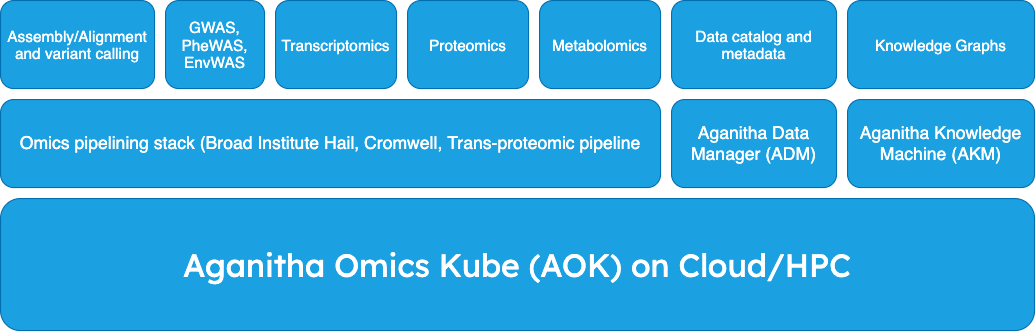 Assembly/Alignment
and variant calling
GWAS,
PheWAS,
EnvWAS
Transcriptomics
Proteomics
Metabolomics
Data catalog and
metadata
Knowledge Graphs
Omics pipelining stack (Broad Institute Hail, Cromwell, Trans-proteomic pipeline
Aganitha Data
Manager (ADM)
Aganitha Knowledge
Machine (AKM)
Aganitha Omics Kube (AOK) on Cloud/HPC